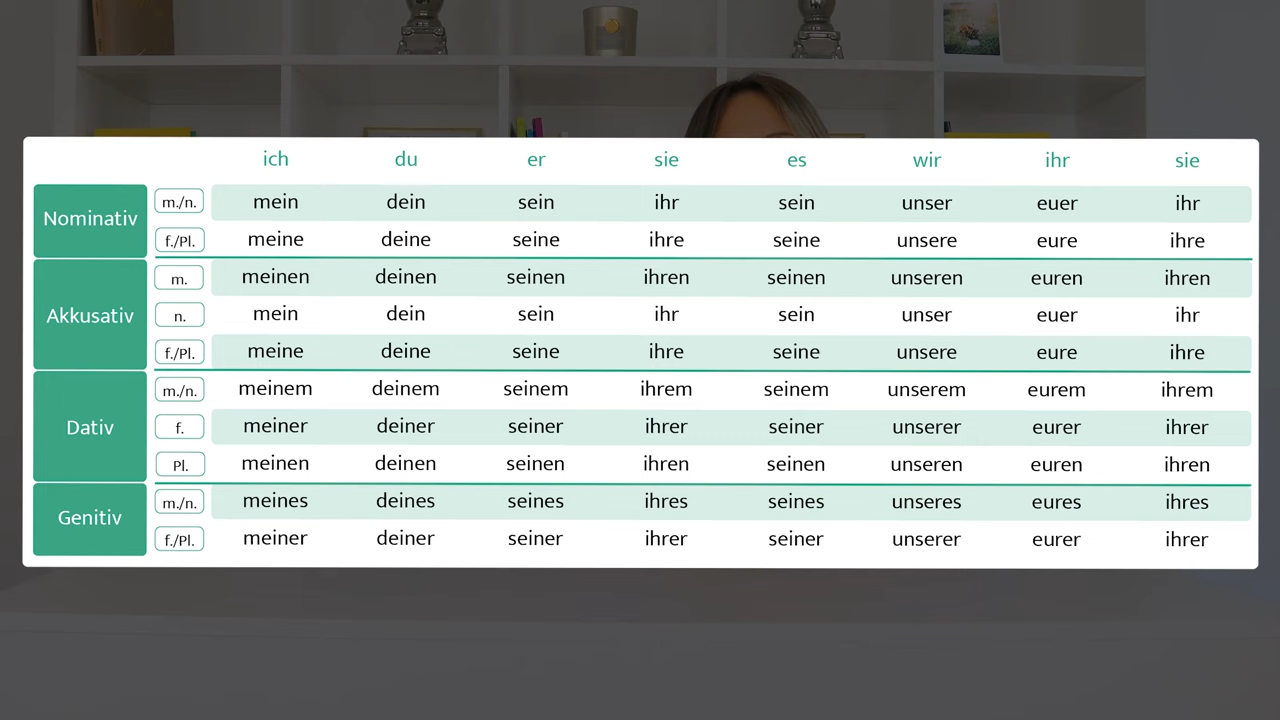 ich du er sie es wir ihr sie
Nominativ m./n. mein dein sein ihr sein unser euer ihr
f./Pl. meine deine seine ihre seine unsere eure ihre
Akkusativ m. meinen deinen seinen ihren seinen unseren euren ihren
n. mein dein sein ihr sein unser euer ihr
f./Pl. meine deine seine ihre seine unsere eure ihre
Dativ m./n. meinem deinem seinem ihrem seinem unserem eurem ihrem
f. meiner deiner seiner ihrer seiner unserer eurer ihrer
Pl. meinen deinen seinen ihren seinen unseren euren ihren
Genitiv m./n. meines deines seines ihres seines unseres eures ihres
f./Pl. meiner deiner seiner ihrer seiner unserer eurer ihrer